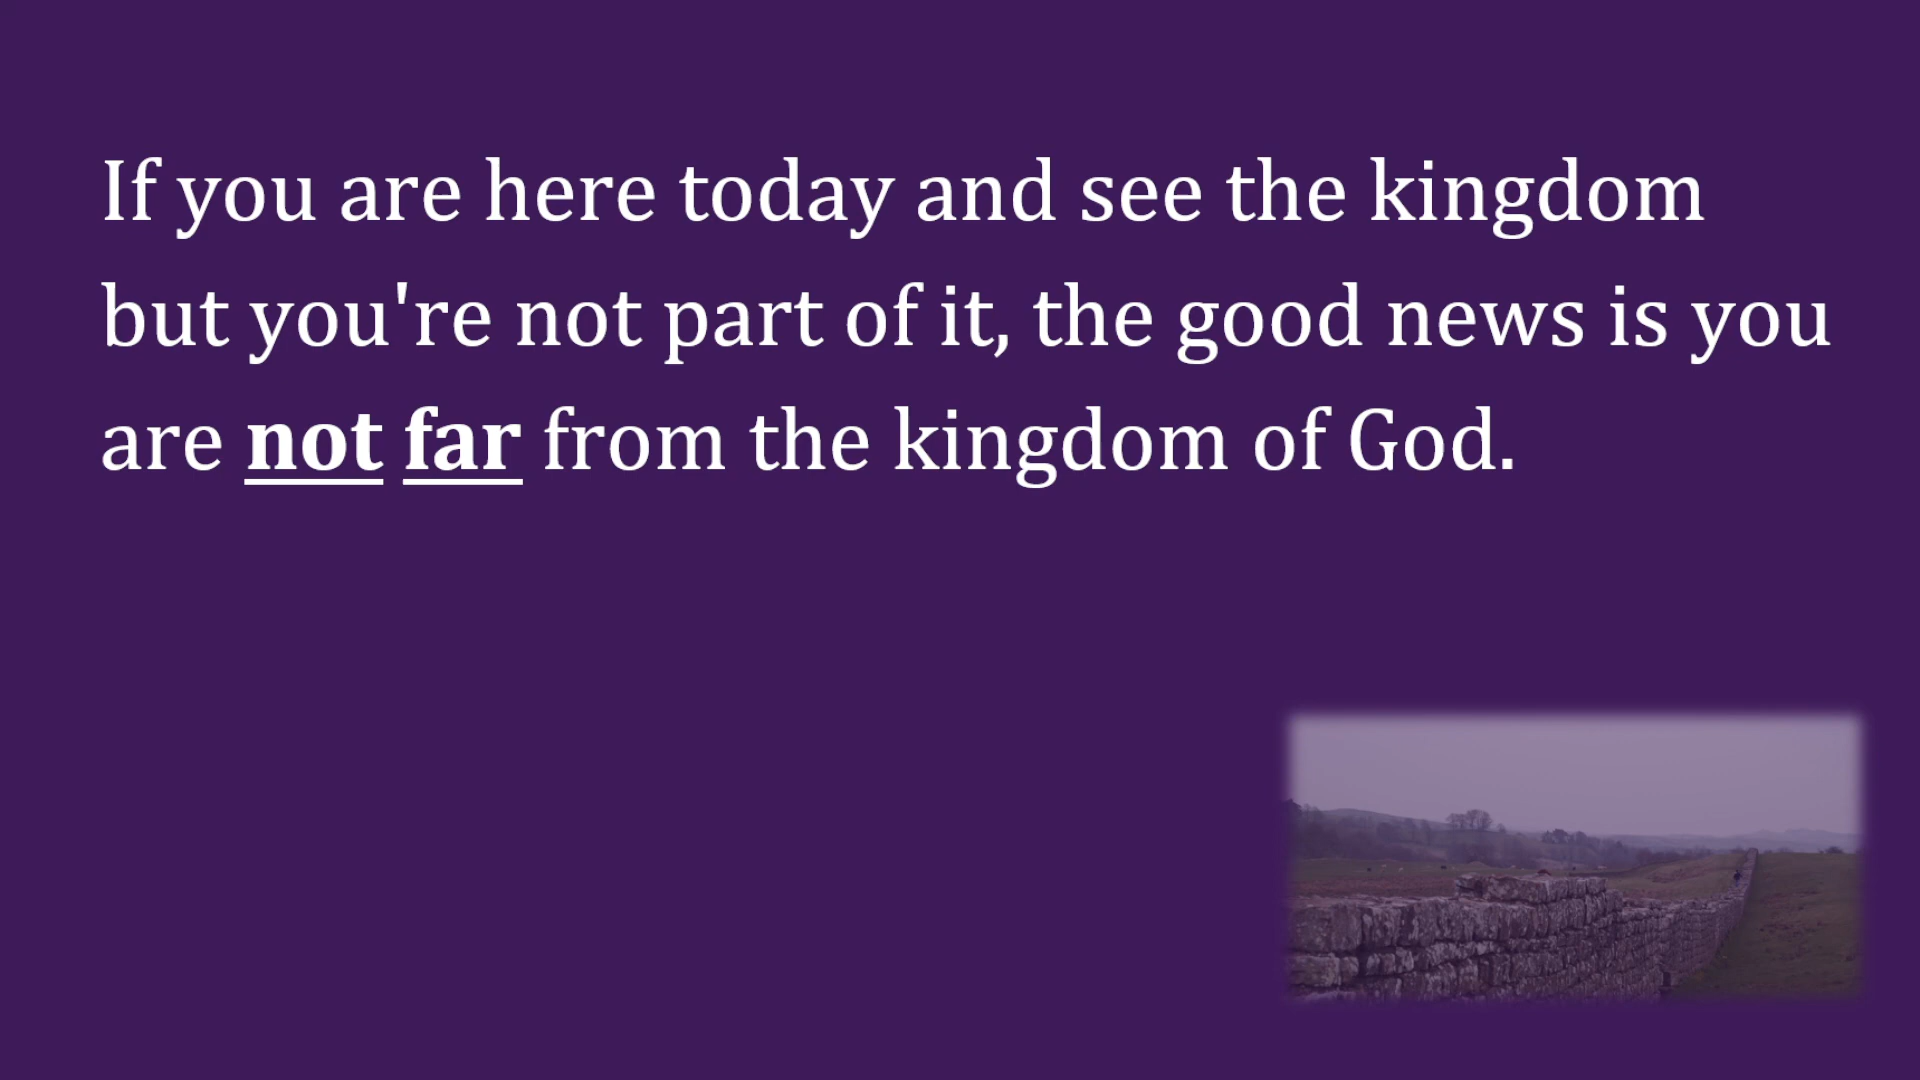 If you are here today and see the kingdom
but you're not part of it, the good news is you
are not far from the kingdom of God.